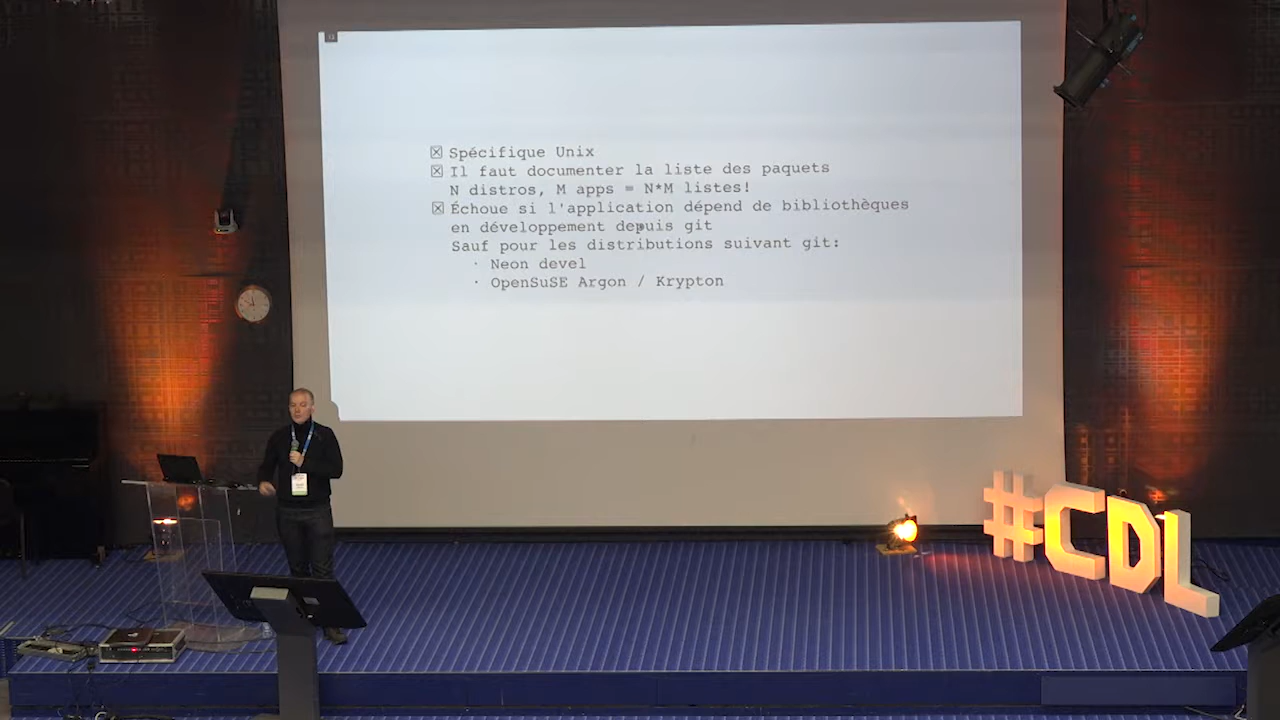 13
☒ Spécifique Unix
☒ Il faut documenter la liste des paquets
N distros, M apps = N*M listes!
☒ Échoue si l'application dépend de bibliothèques
en développement depuis git
Sauf pour les distributions suivant git:
· Neon devel
· OpenSuSE Argon / Krypton
#CDL